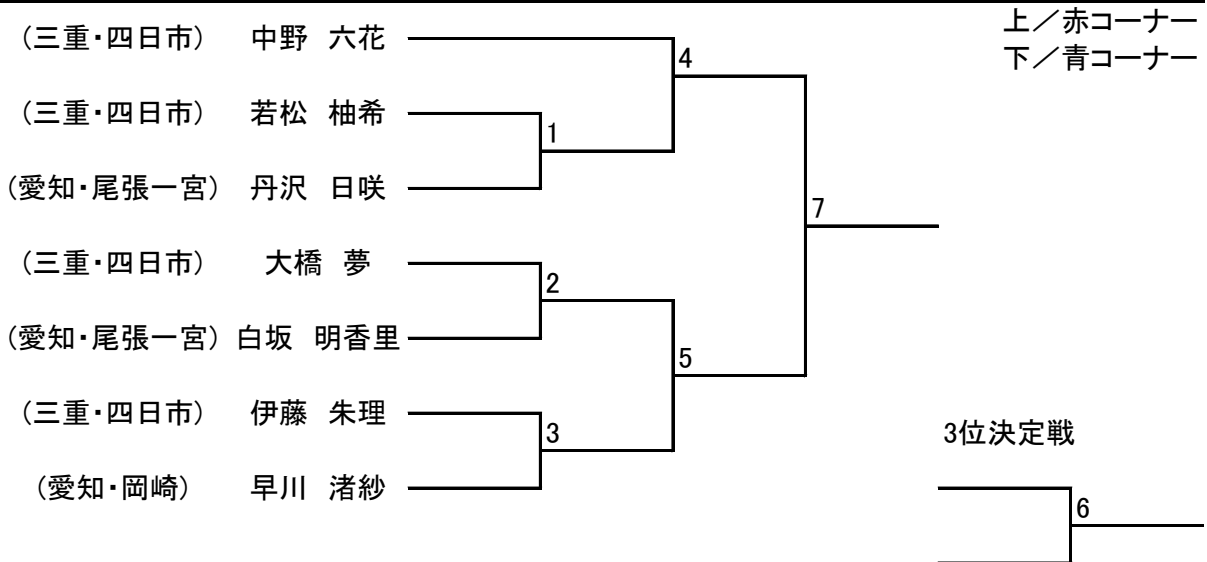 上／赤コーナー
下／青コーナー
（三重・四日市） 中野 六花
4
（三重・四日市） 若松 柚希
1
（愛知・尾張一宮） 丹沢 日咲
7
（三重・四日市） 大橋 夢
2
（愛知・尾張一宮） 白坂 明香里
5
（三重・四日市） 伊藤 朱理
3
3位決定戦
（愛知・岡崎） 早川 渚紗
6